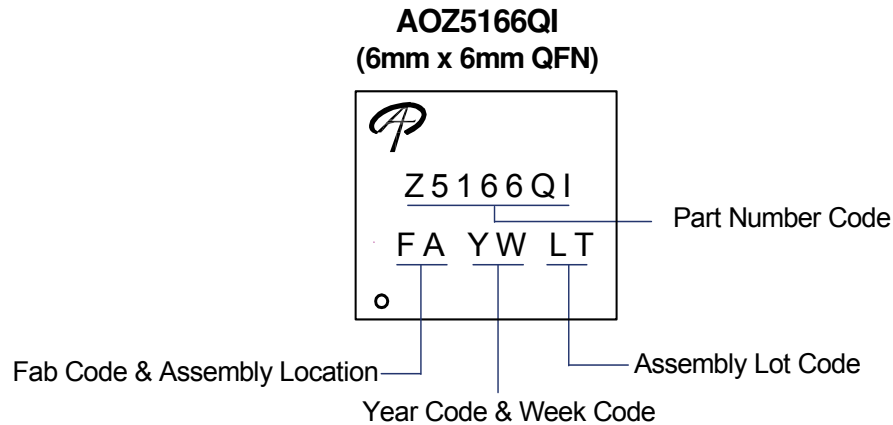 AOZ5166QI
(6mm x 6mm QFN)
Z5166QI
Part Number Code
FA YW LT
Fab Code & Assembly Location
Assembly Lot Code
Year Code & Week Code